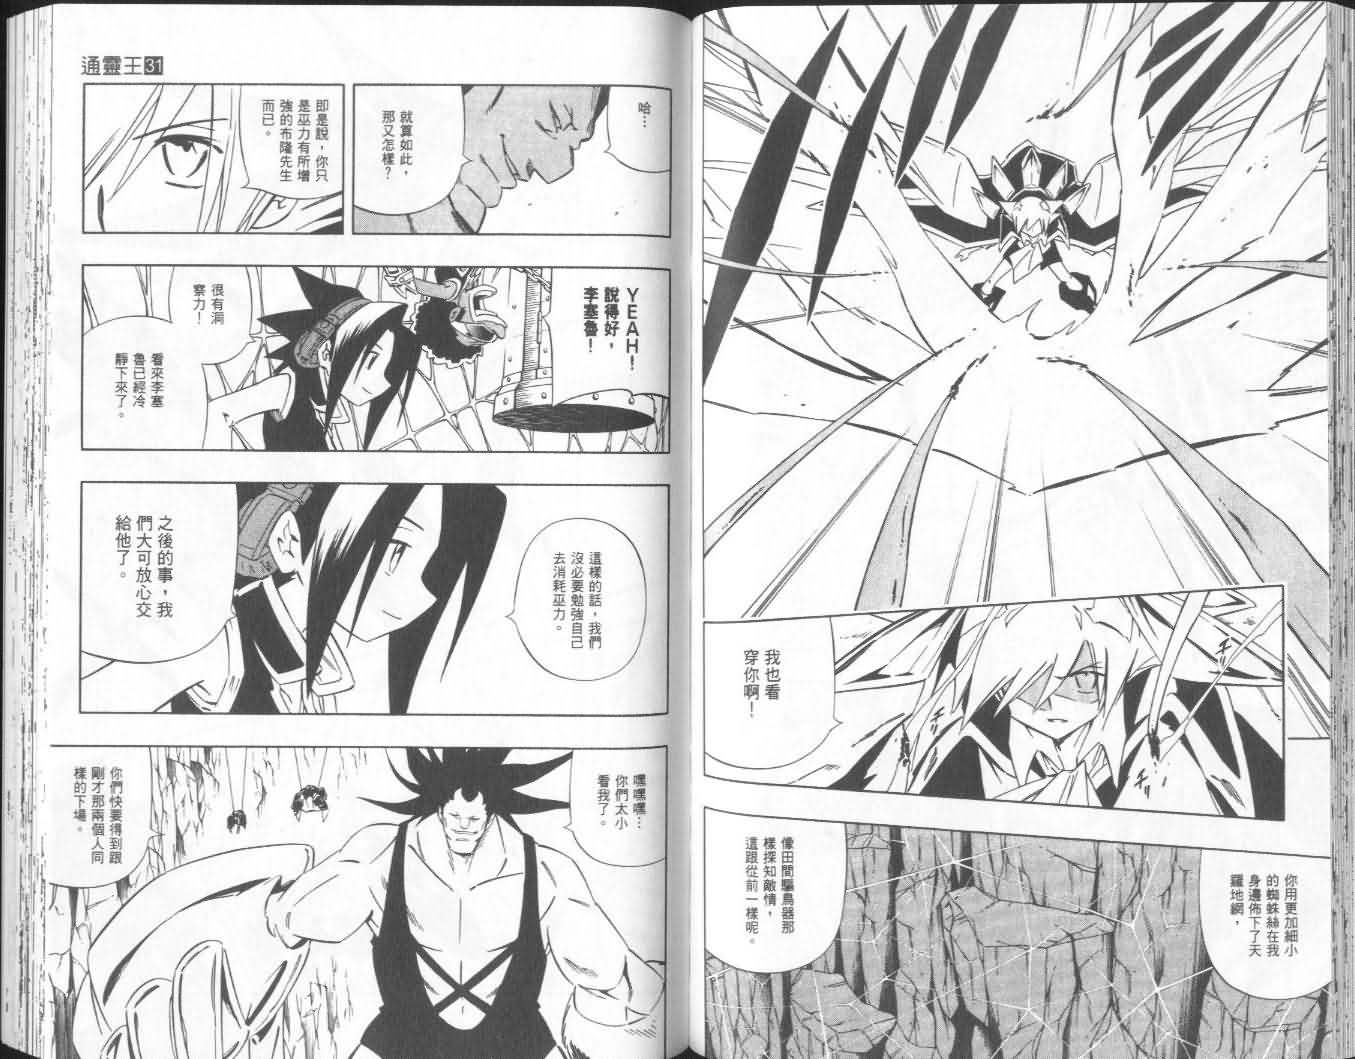 我也看
穿你啊！
你用更加細小
的蜘蛛絲在我
身邊佈下了天
羅地網，
像田間驅鳥器那
樣探知敵情，
這跟從前一樣呢。
通靈王31
哈…
就算如此，
那又怎樣？
即是說，你只
是巫力有所增
強的布隆先生
而已。
YEAH！
說得好，
李塞魯！
很有洞
察力！
看來李塞
魯已經冷
靜下來了。
這樣的話，我們
沒必要勉強自己
去消耗巫力。
之後的事，我
們大可放心交
給他了。
嘿嘿嘿…
你們太小
看我了。
你們快要得到跟
剛才那兩個人同
樣的下場。